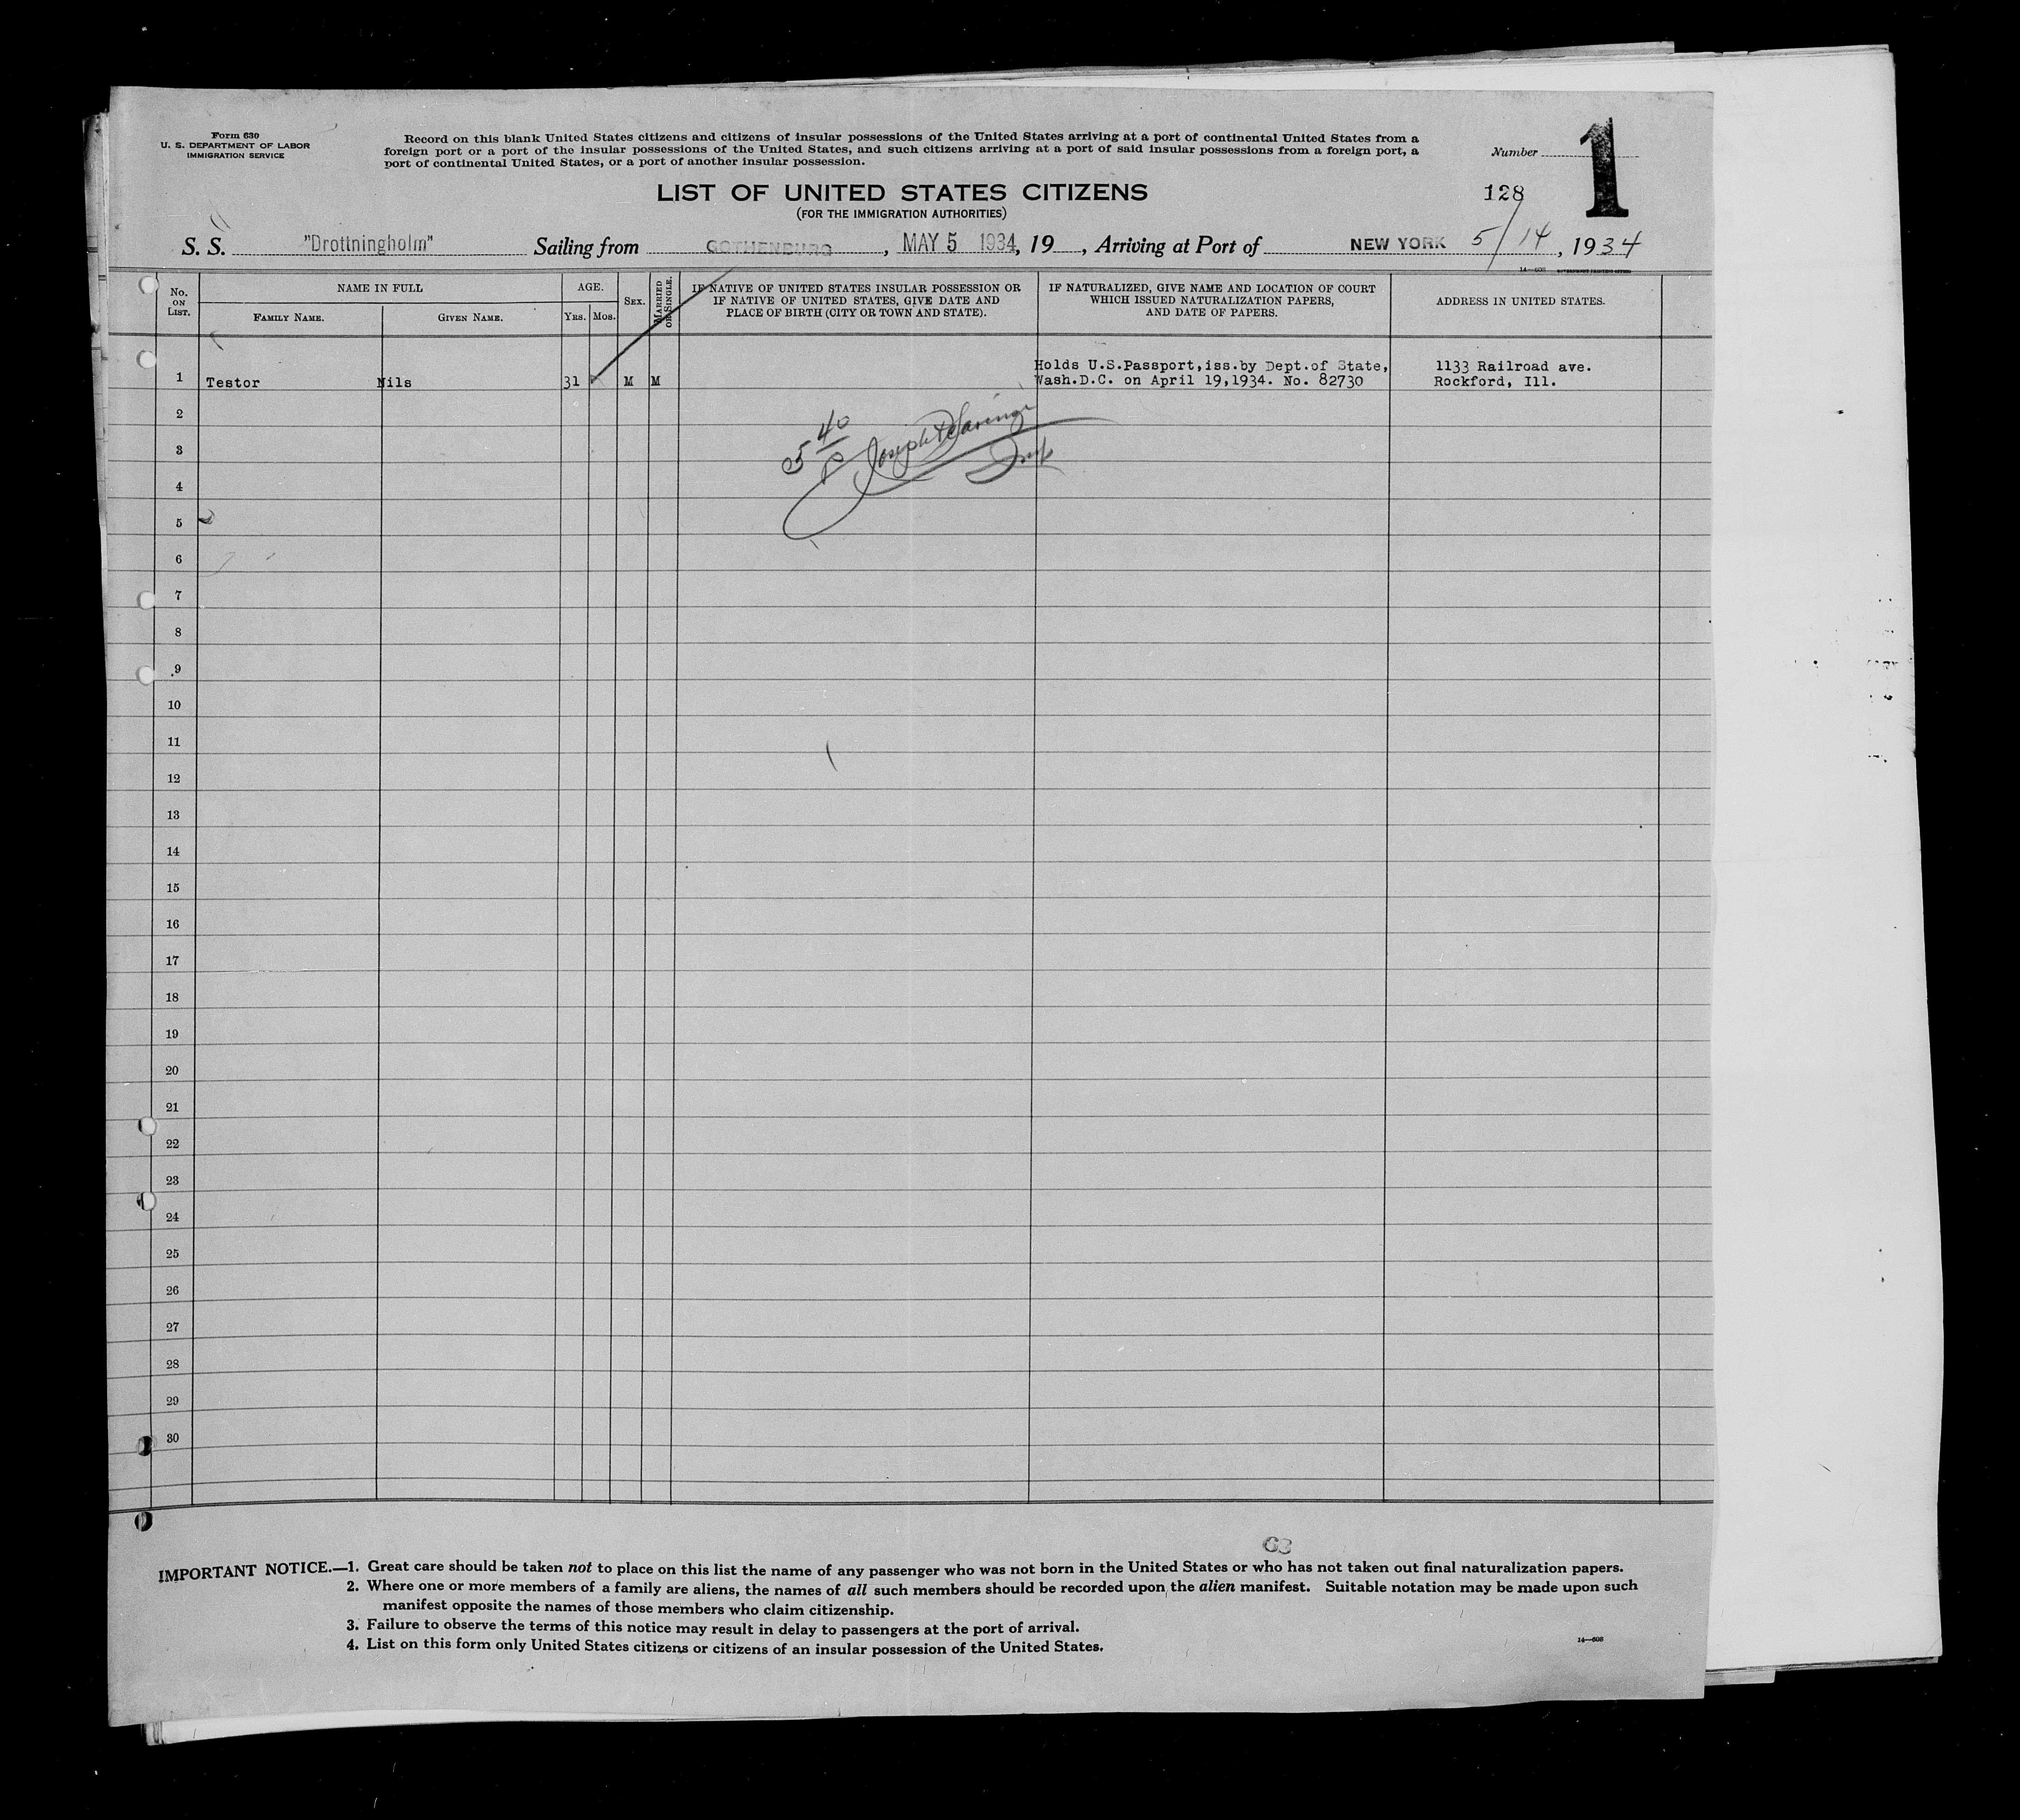 Form 630
U. S. DEPARTMENT OF LABOR
IMMIGRATION SERVICE
Record on this blank United States citizens and citizens of insular possessions of the United States arriving at a port of continental United States from a
foreign port or a port of the insular possessions of the United States, and such citizens arriving at a port of said insular possessions from a foreign port, a
port of continental United States, or a port of another insular possession.
Number 1
LIST OF UNITED STATES CITIZENS
128
(FOR THE IMMIGRATION AUTHORITIES)
S. S. "Drottningholm" Sailing from GOTHENBURG, MAY 5 1934, 19, Arriving at Port of NEW YORK 5/14, 1934
14—608 GOVERNMENT PRINTING OFFICE
No. ON LIST.
NAME IN FULL
FAMILY NAME.
GIVEN NAME.
AGE.
YRS.
MOS.
SEX.
MARRIED OR SINGLE.
IF NATIVE OF UNITED STATES INSULAR POSSESSION OR
IF NATIVE OF UNITED STATES, GIVE DATE AND
PLACE OF BIRTH (CITY OR TOWN AND STATE).
IF NATURALIZED, GIVE NAME AND LOCATION OF COURT
WHICH ISSUED NATURALIZATION PAPERS,
AND DATE OF PAPERS.
ADDRESS IN UNITED STATES.
Holds U.S.Passport,iss.by Dept.of State, 1133 Railroad ave.
1 Testor Nils 31 M M Wash.D.C. on April 19,1934. No. 82730 Rockford, Ill.
2
3
4
5
6
7
8
9
10
11
12
13
14
15
16
17
18
19
20
21
22
23
24
25
26
27
28
29
30
63
IMPORTANT NOTICE.—1. Great care should be taken not to place on this list the name of any passenger who was not born in the United States or who has not taken out final naturalization papers.
2. Where one or more members of a family are aliens, the names of all such members should be recorded upon the alien manifest. Suitable notation may be made upon such
manifest opposite the names of those members who claim citizenship.
3. Failure to observe the terms of this notice may result in delay to passengers at the port of arrival.
4. List on this form only United States citizens or citizens of an insular possession of the United States.
14—608